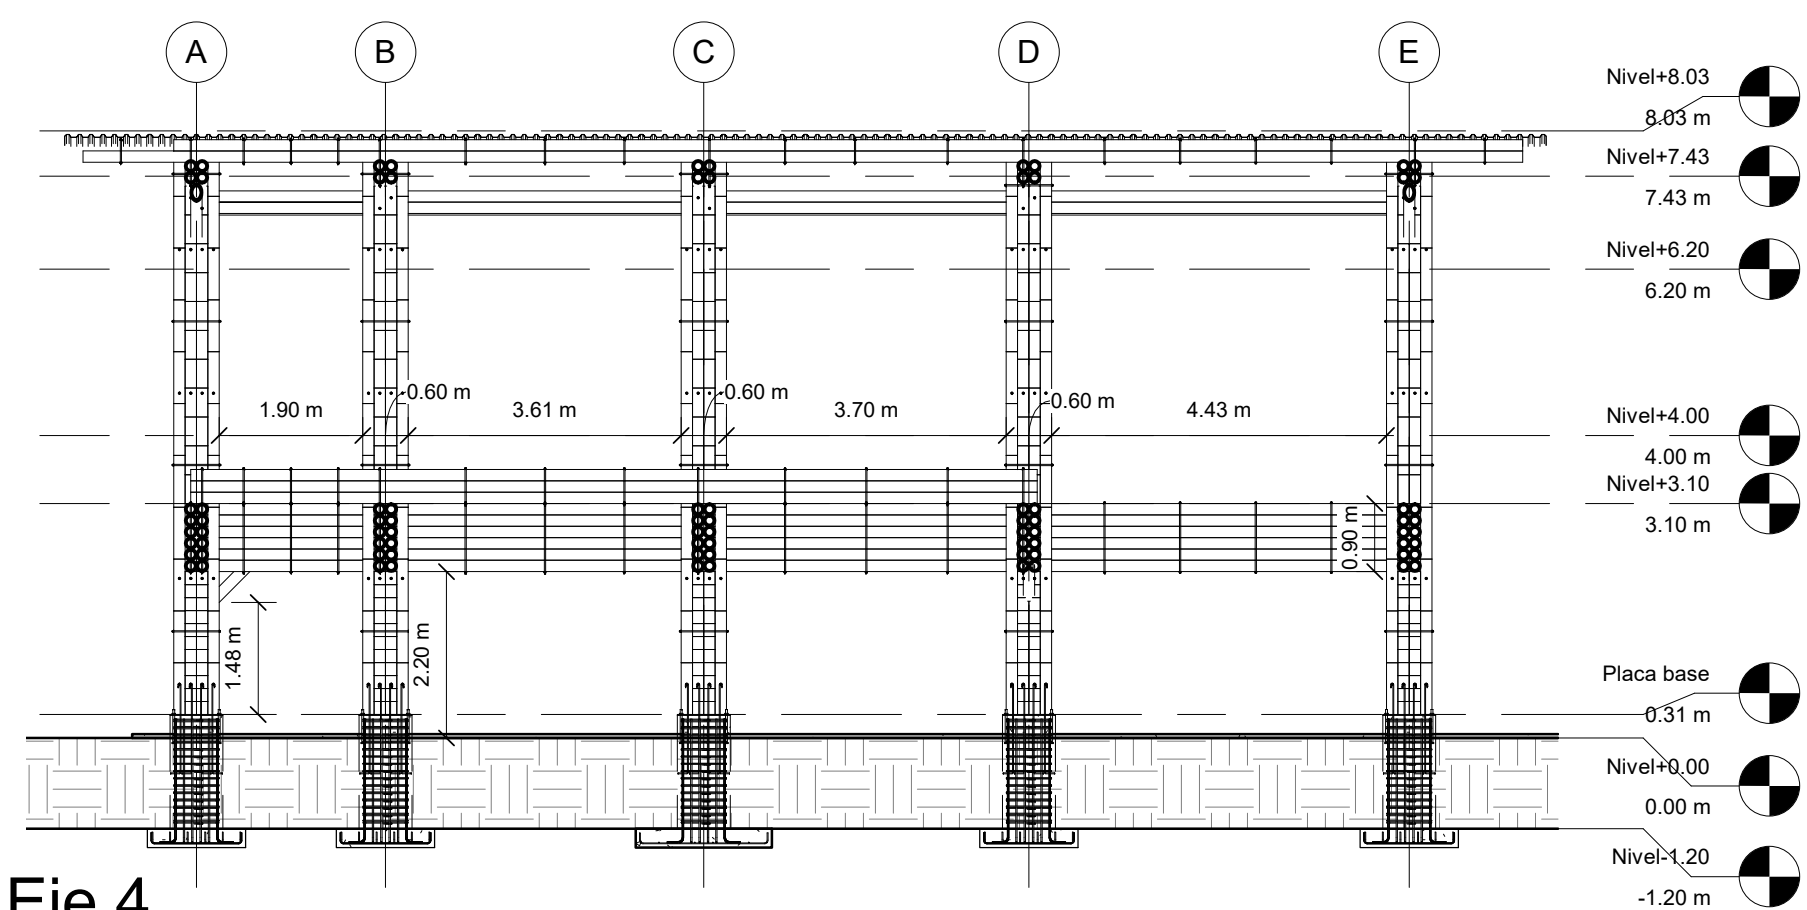 A
B
C
D
E
Nivel+8.03
8.03 m
Nivel+7.43
7.43 m
Nivel+6.20
6.20 m
0.60 m
0.60 m
0.60 m
1.90 m
3.61 m
3.70 m
4.43 m
Nivel+4.00
4.00 m
Nivel+3.10
3.10 m
0.90 m
1.48 m
2.20 m
Placa base
0.31 m
Nivel+0.00
0.00 m
Nivel-1.20
-1.20 m
Eje 4